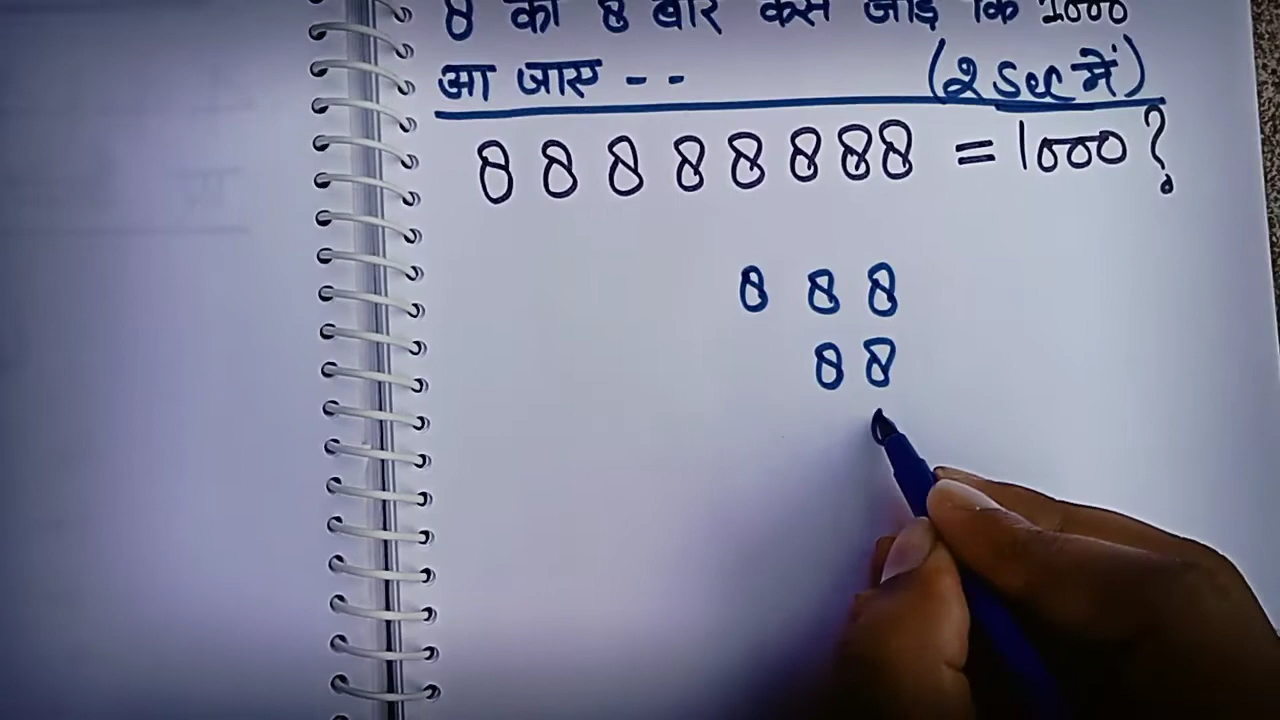 8 को 8 बार कैसे जोड़े कि 1000
आ जाए - -  (2 Sec में)
8 8 8 8 8 8 8 8 = 1000 ?
8 8 8
8 8